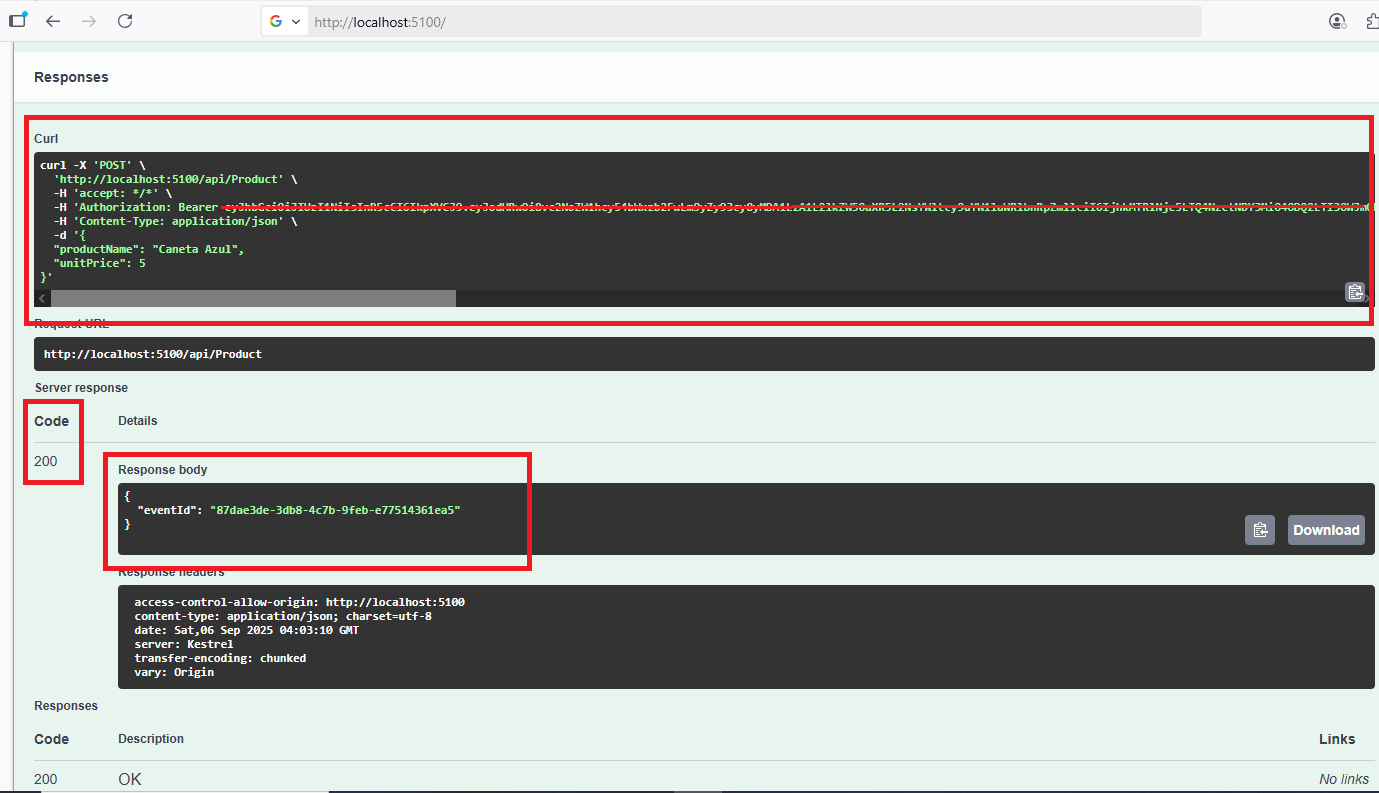 http://localhost:5100/
Responses
Curl
curl -X 'POST' \
'http://localhost:5100/api/Product' \
-H 'accept: */*' \
-H 'Authorization: Bearer
-H 'Content-Type: application/json' \
-d '{
"productName": "Caneta Azul",
"unitPrice": 5
}'
Request URL
http://localhost:5100/api/Product
Server response
Code Details
200
Response body
{
"eventId": "87dae3de-3db8-4c7b-9feb-e77514361ea5"
}
Download
Response headers
access-control-allow-origin: http://localhost:5100
content-type: application/json; charset=utf-8
date: Sat,06 Sep 2025 04:03:10 GMT
server: Kestrel
transfer-encoding: chunked
vary: Origin
Responses
Code Description Links
200 OK No links